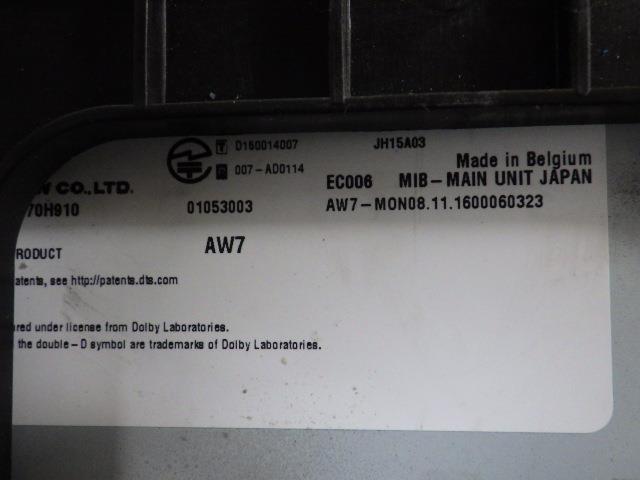 T D160014007 JH15A03
R 007-AD0114 Made in Belgium
W CO.,LTD. EC006 MIB-MAIN UNIT JAPAN
70H910 01053003 AW7-MON08.11.1600060323
AW7
RODUCT
atents, see http://patents.dts.com
red under license from Dolby Laboratories.
the double-D symbol are trademarks of Dolby Laboratories.